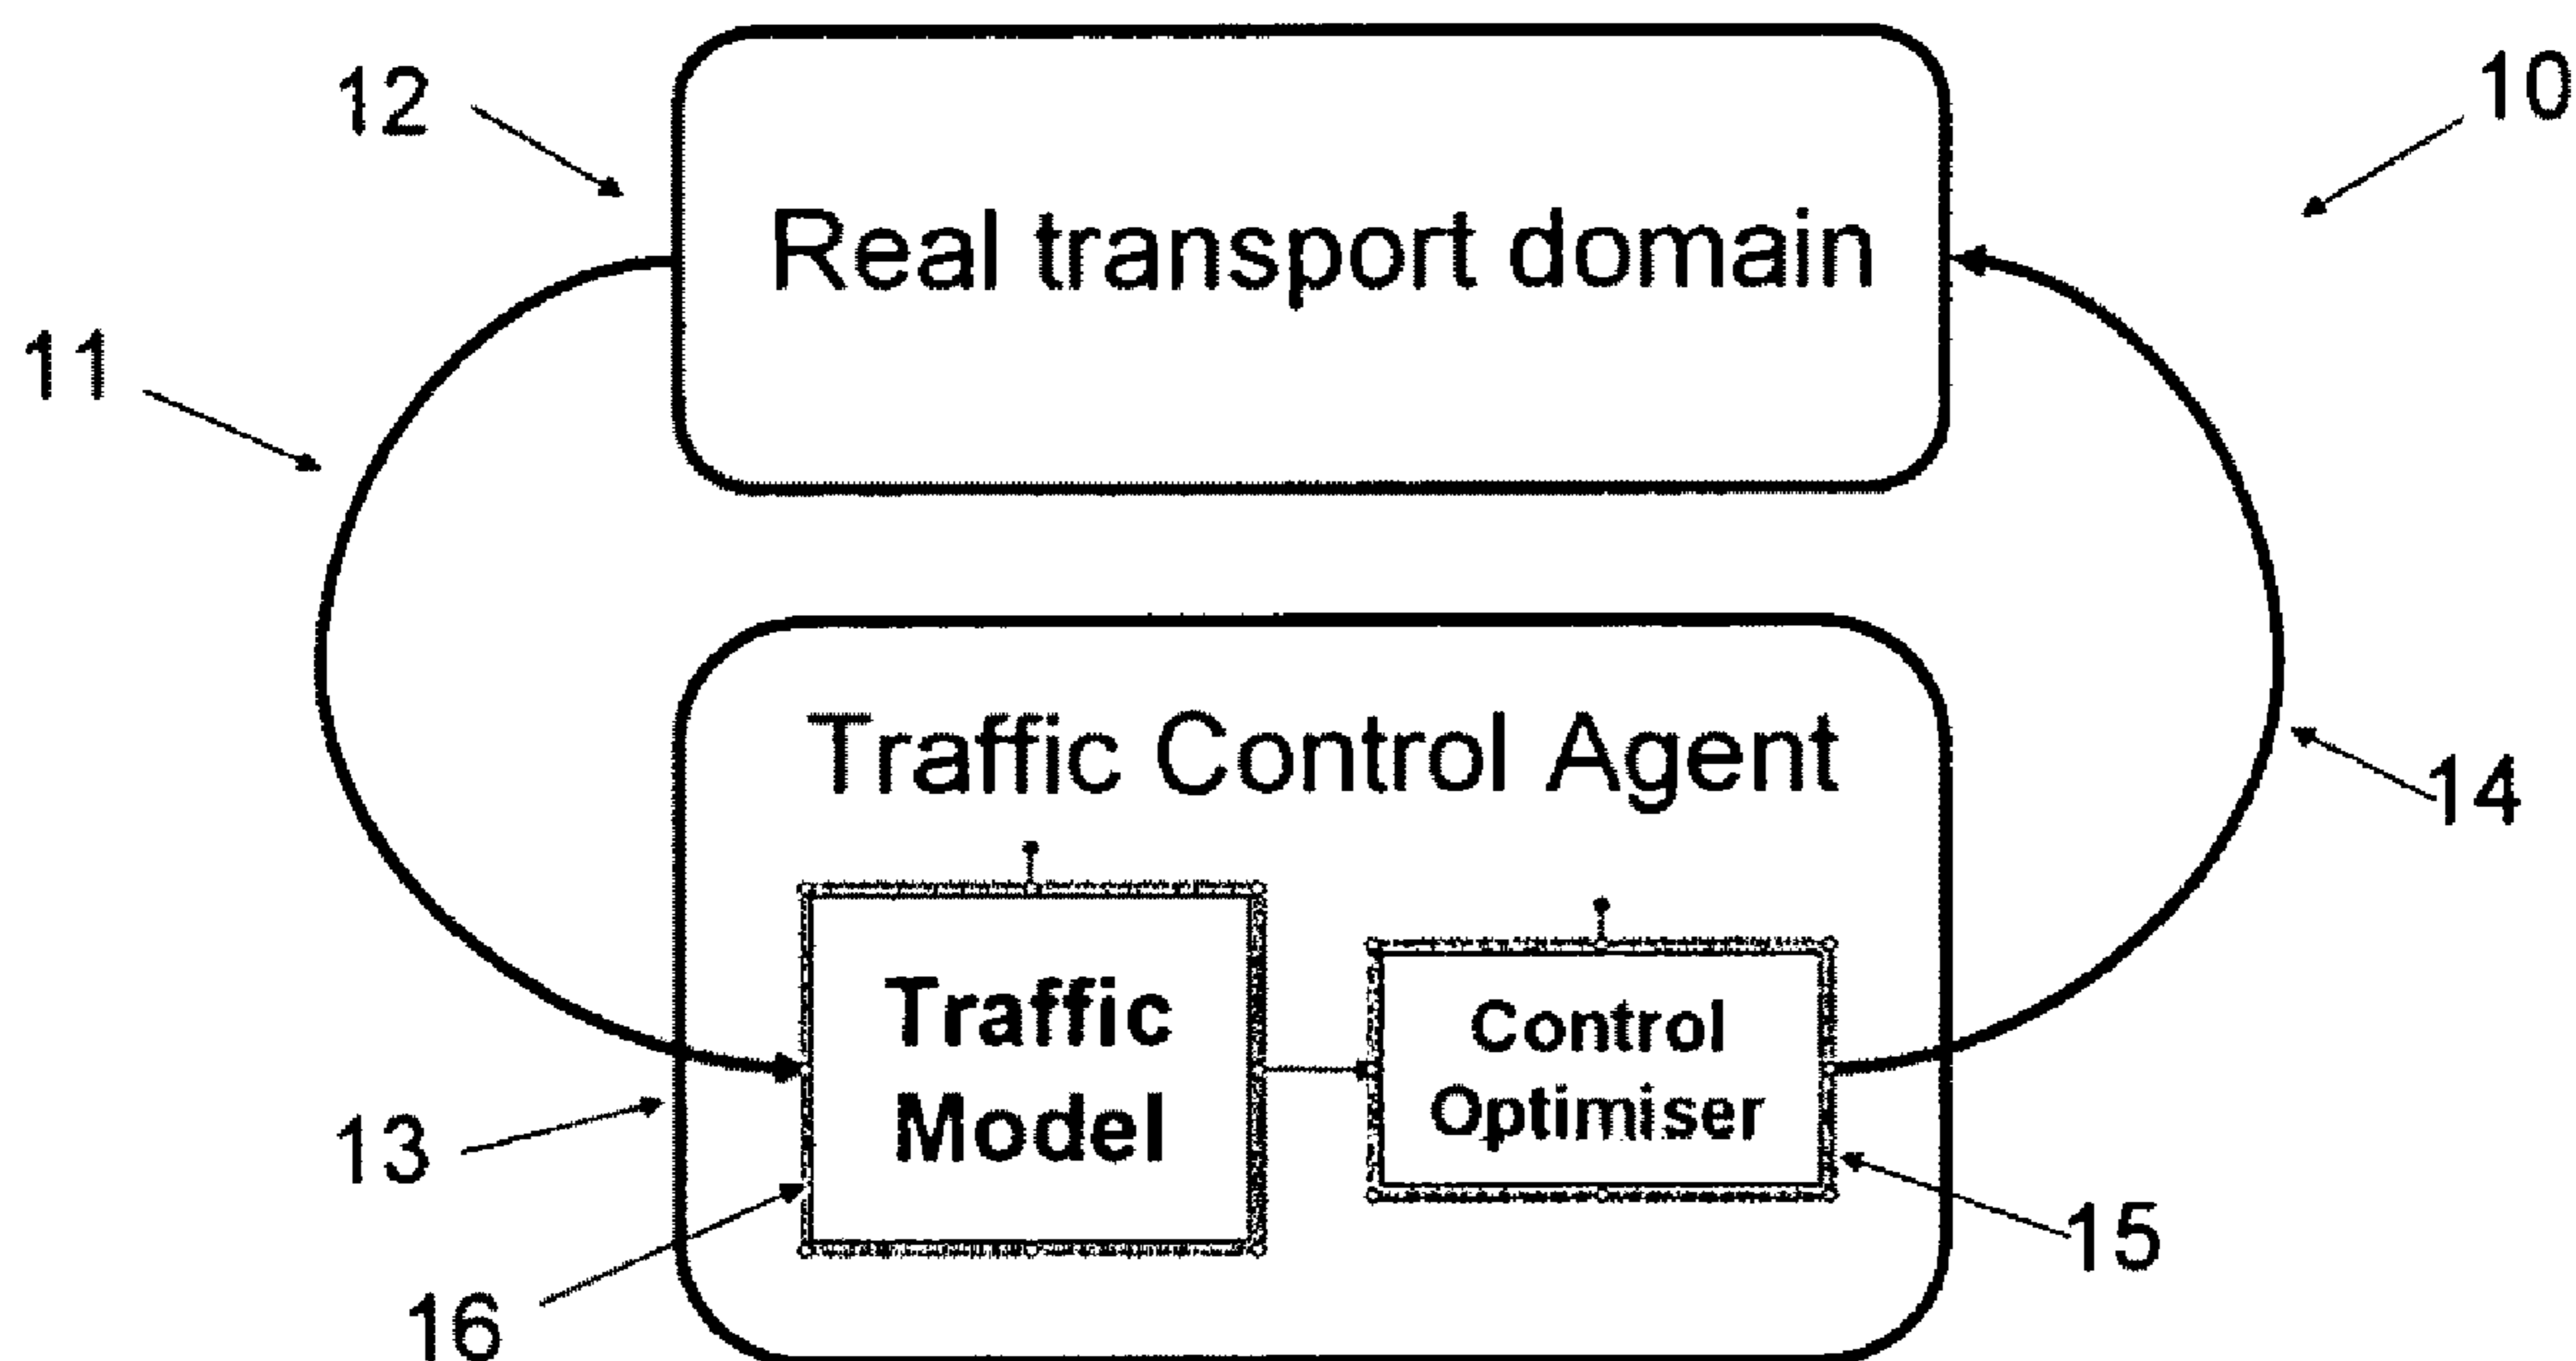 12
10
Real transport domain
11
Traffic Control Agent
14
Traffic
Model
Control
Optimiser
13
15
16